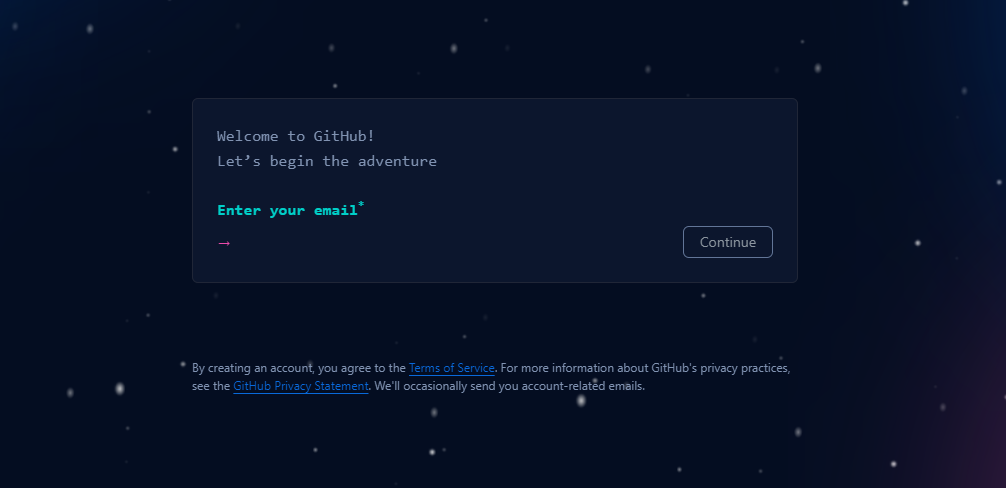 Welcome to GitHub!
Let’s begin the adventure
Enter your email*
→
Continue
By creating an account, you agree to the Terms of Service. For more information about GitHub's privacy practices,
see the GitHub Privacy Statement. We'll occasionally send you account-related emails.